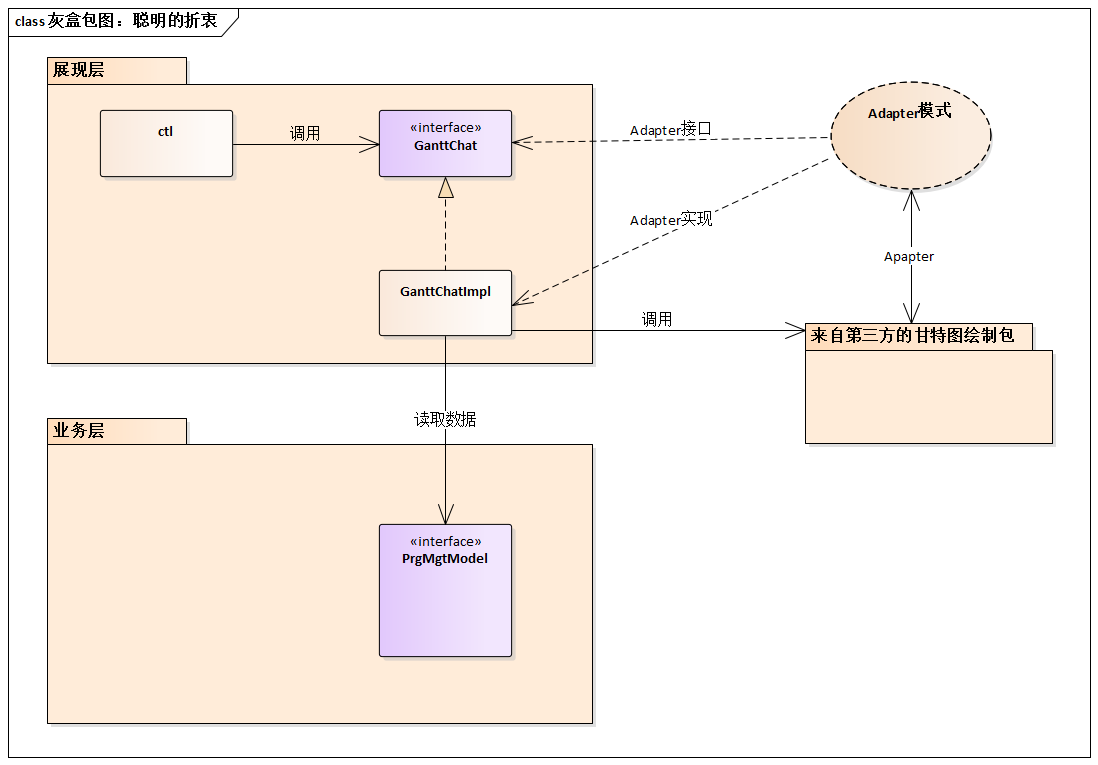 class 灰盒包图：聪明的折衷
展现层
ctl
调用
«interface»
GanttChat
Adapter接口
Adapter模式
Adapter实现
GanttChatImpl
Apapter
调用
来自第三方的甘特图绘制包
读取数据
业务层
«interface»
PrgMgtModel